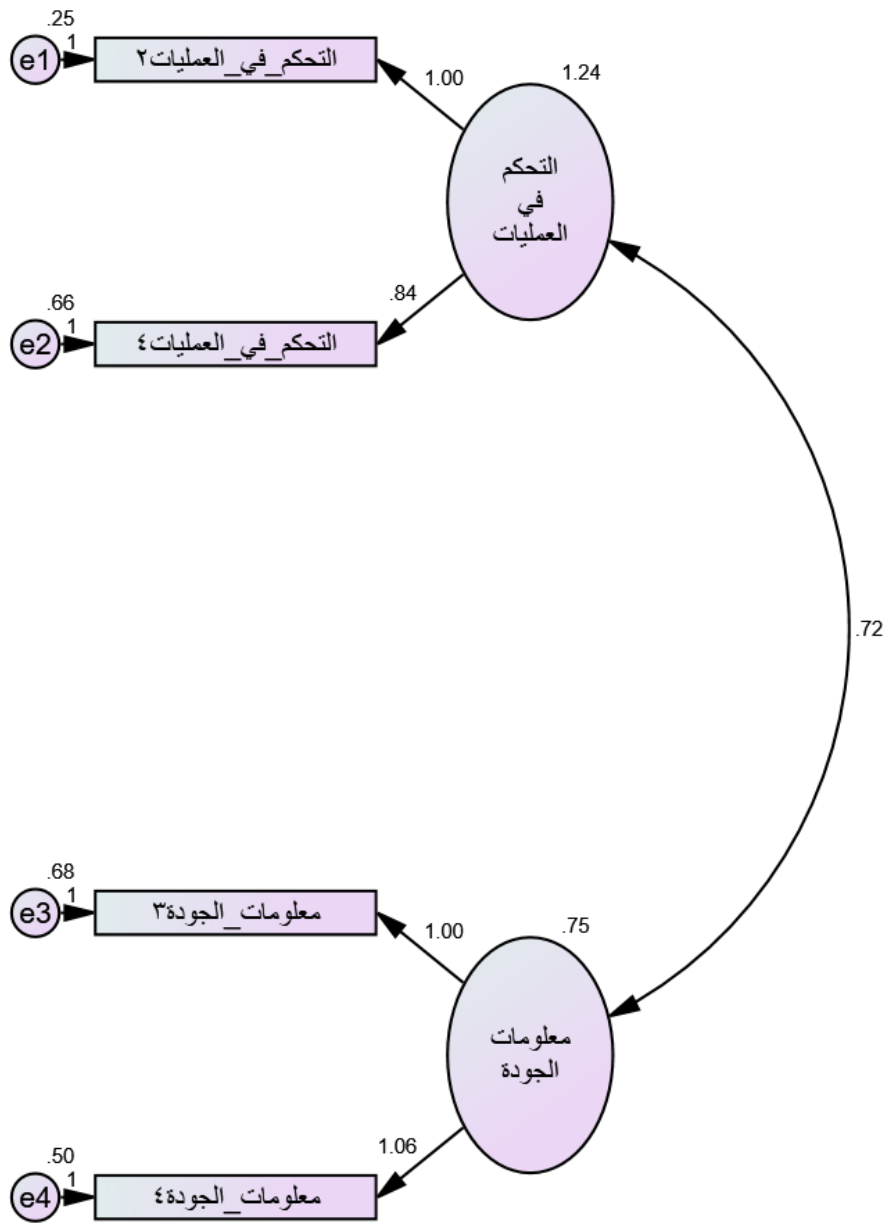 .25
1
e1
التحكم_في_العمليات٢
1.00
1.24
التحكم
في
العمليات
.66
1
e2
التحكم_في_العمليات٤
.84
.72
.68
1
e3
معلومات_الجودة٣
1.00
.75
معلومات
الجودة
.50
1
e4
معلومات_الجودة٤
1.06